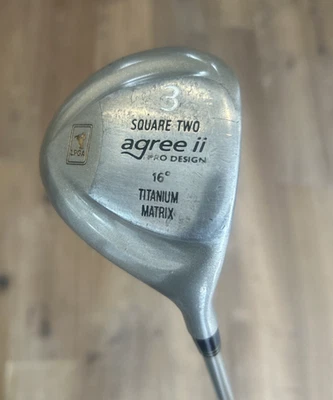 3
SQUARE TWO
agree ii
PRO DESIGN
LPGA
16°
TITANIUM
MATRIX